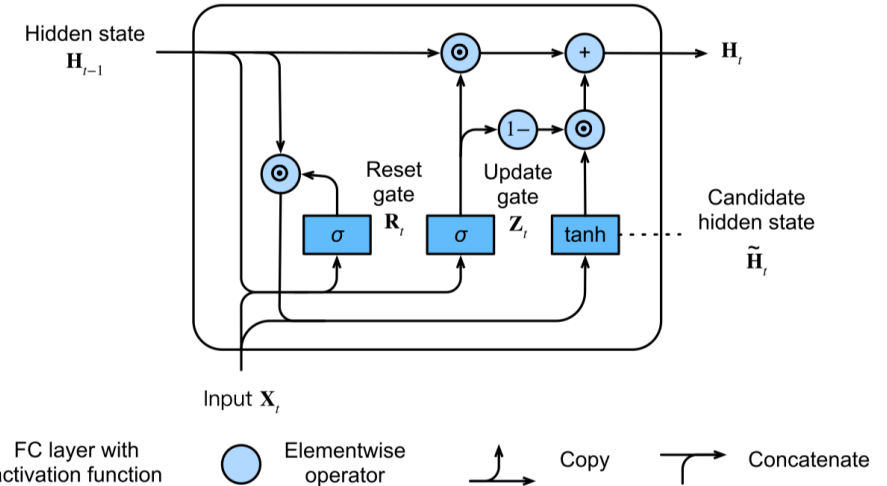 Hidden state
H_{t−1}
H_t
1−
Reset
gate
R_t
Update
gate
Z_t
σ
σ
tanh
Candidate
hidden state
H̃_t
Input X_t
FC layer with
activation function
Elementwise
operator
Copy
Concatenate
+